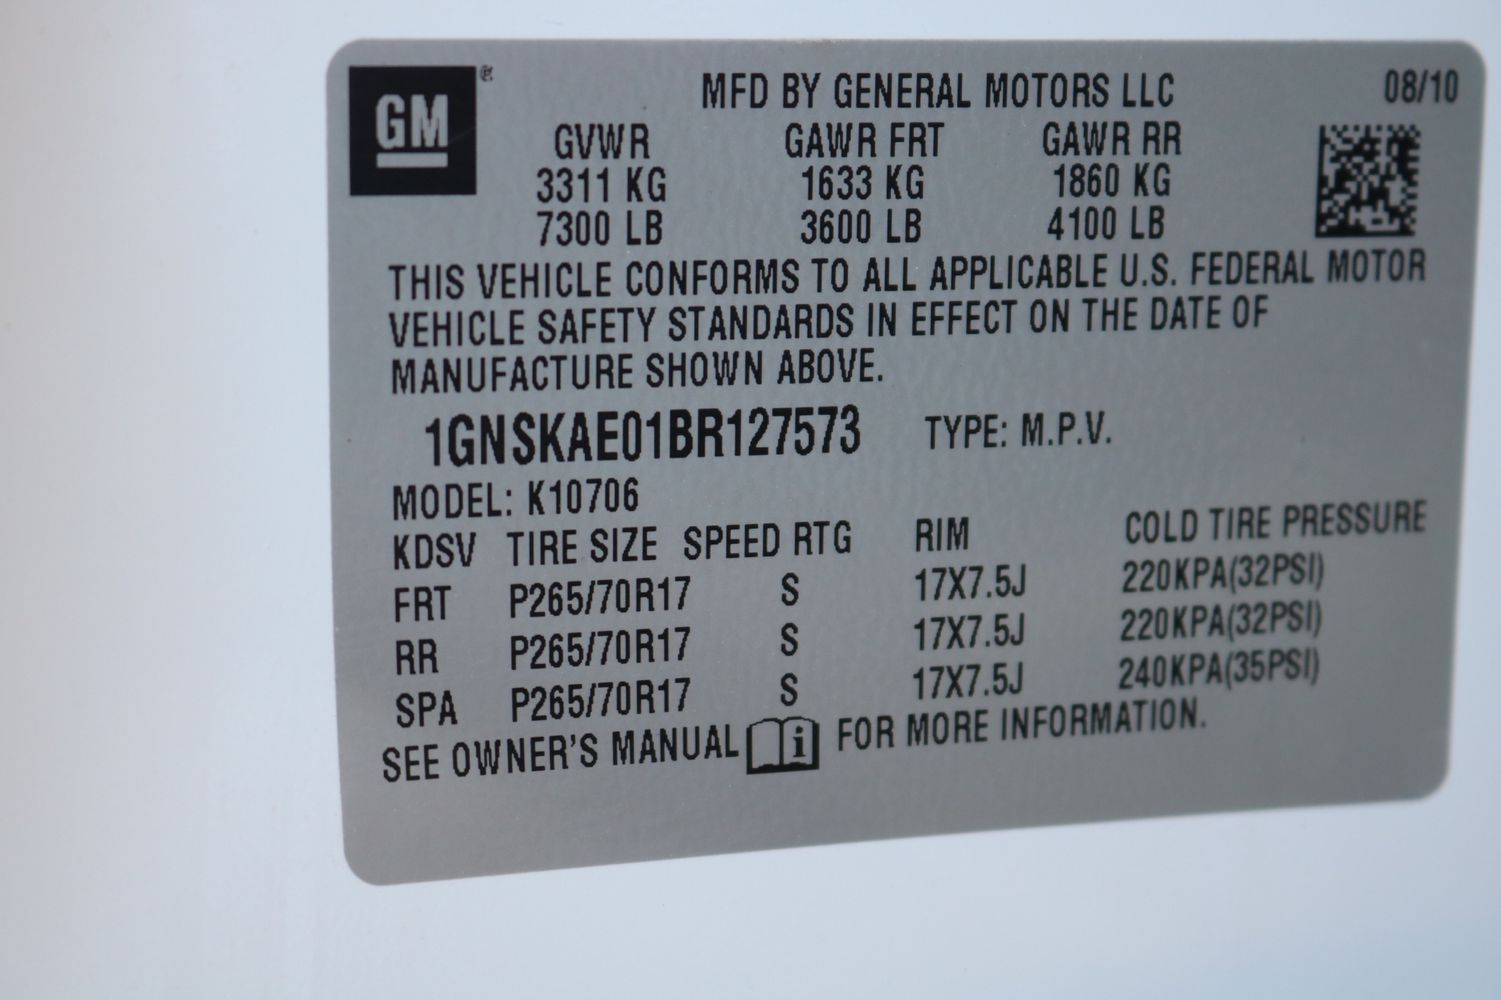 GM®
MFD BY GENERAL MOTORS LLC 08/10
GVWR GAWR FRT GAWR RR
3311 KG 1633 KG 1860 KG
7300 LB 3600 LB 4100 LB
THIS VEHICLE CONFORMS TO ALL APPLICABLE U.S. FEDERAL MOTOR
VEHICLE SAFETY STANDARDS IN EFFECT ON THE DATE OF
MANUFACTURE SHOWN ABOVE.
1GNSKAE01BR127573 TYPE: M.P.V.
MODEL: K10706
KDSV TIRE SIZE SPEED RTG RIM COLD TIRE PRESSURE
FRT P265/70R17 S 17X7.5J 220KPA(32PSI)
RR P265/70R17 S 17X7.5J 220KPA(32PSI)
SPA P265/70R17 S 17X7.5J 240KPA(35PSI)
SEE OWNER'S MANUAL i FOR MORE INFORMATION.